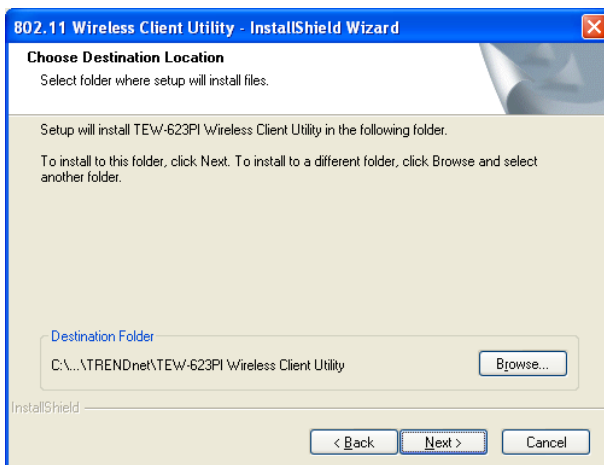 802.11 Wireless Client Utility - InstallShield Wizard
Choose Destination Location
Select folder where setup will install files.
Setup will install TEW-623PI Wireless Client Utility in the following folder.
To install to this folder, click Next. To install to a different folder, click Browse and select
another folder.
Destination Folder
C:\...\TRENDnet\TEW-623PI Wireless Client Utility
Browse...
InstallShield
< Back
Next >
Cancel